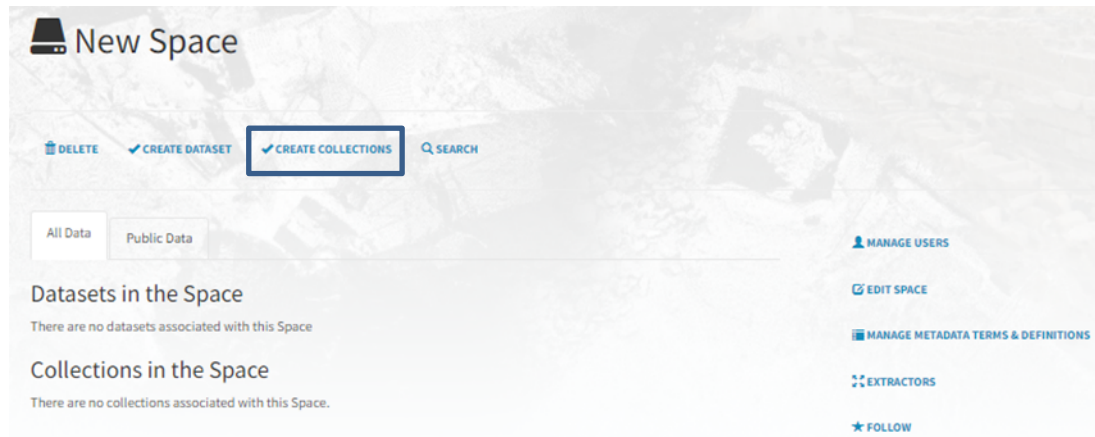 New Space
DELETE CREATE DATASET CREATE COLLECTIONS SEARCH
All Data Public Data
Datasets in the Space
There are no datasets associated with this Space
Collections in the Space
There are no collections associated with this Space.
MANAGE USERS
EDIT SPACE
MANAGE METADATA TERMS & DEFINITIONS
EXTRACTORS
FOLLOW